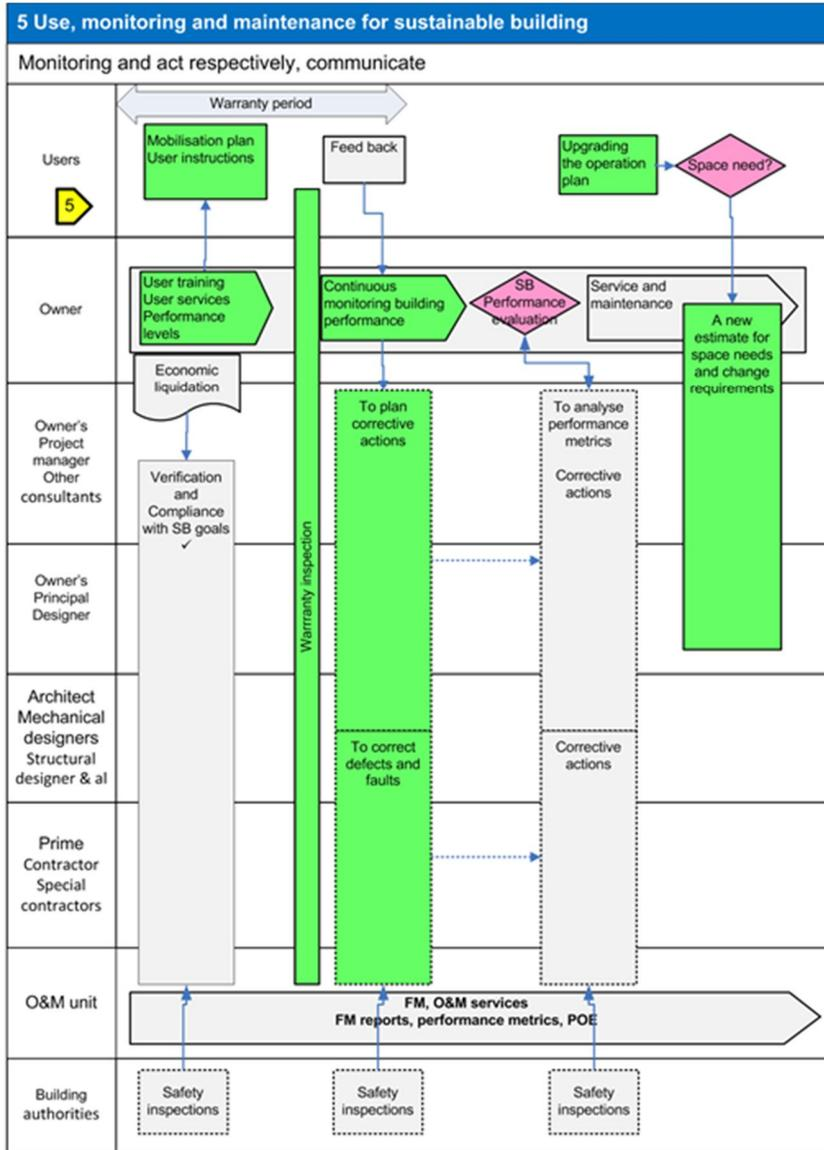 5 Use, monitoring and maintenance for sustainable building
Monitoring and act respectively, communicate
Warranty period
Users
5
Mobilisation plan
User instructions
Feed back
Upgrading
the operation
plan
Space need?
Owner
User training
User services
Performance
levels
Continuous
monitoring building
performance
SB
Performance
evaluation
Service and
maintenance
A new
estimate for
space needs
and change
requirements
Economic
liquidation
Owner's
Project
manager
Other
consultants
Verification
and
Compliance
with SB goals
✓
Warrranty inspection
To plan
corrective
actions
To analyse
performance
metrics
Corrective
actions
Owner's
Principal
Designer
Architect
Mechanical
designers
Structural
designer & al
To correct
defects and
faults
Corrective
actions
Prime
Contractor
Special
contractors
O&M unit
FM, O&M services
FM reports, performance metrics, POE
Building
authorities
Safety
inspections
Safety
inspections
Safety
inspections